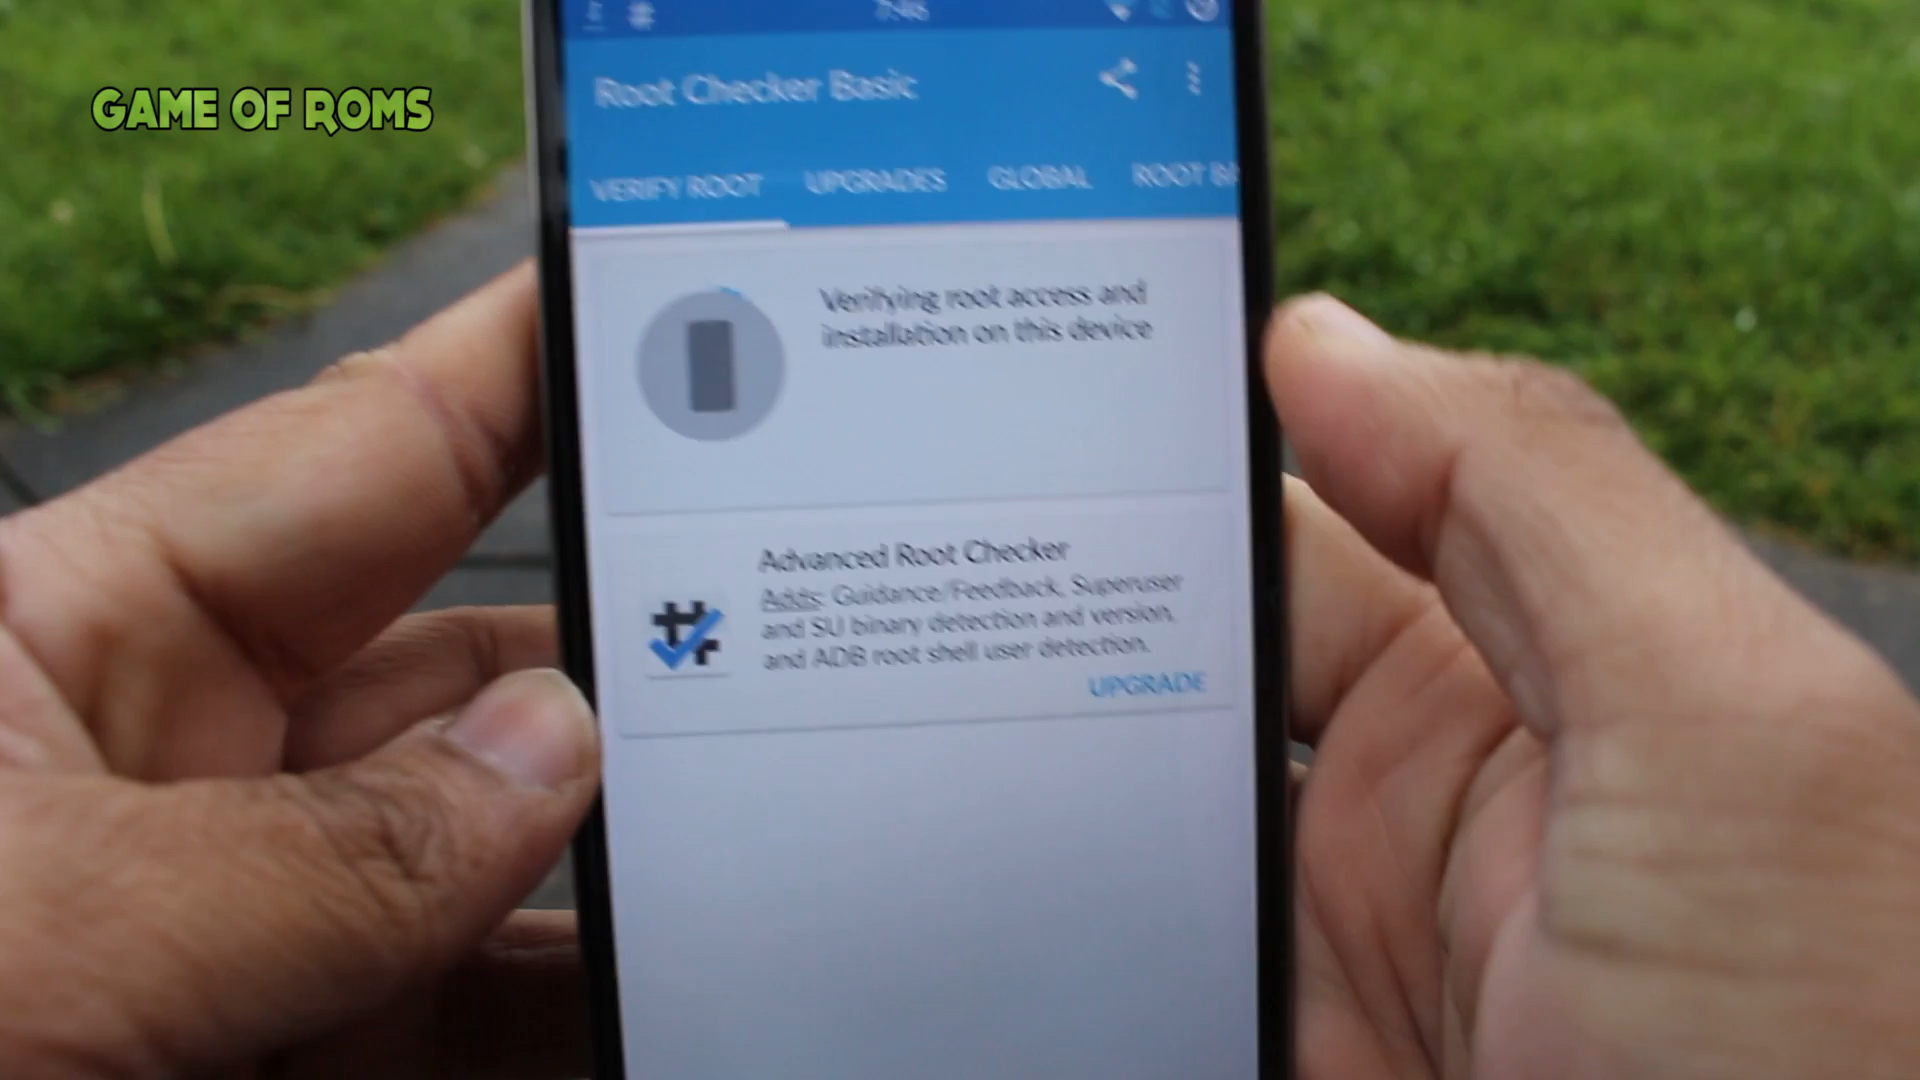 GAME OF ROMS
7:46
Root Checker Basic
VERIFY ROOT UPGRADES GLOBAL ROOT
Verifying root access and
installation on this device
Advanced Root Checker
Adds: Guidance/Feedback, Superuser
and SU binary detection and version,
and ADB root shell user detection.
UPGRADE